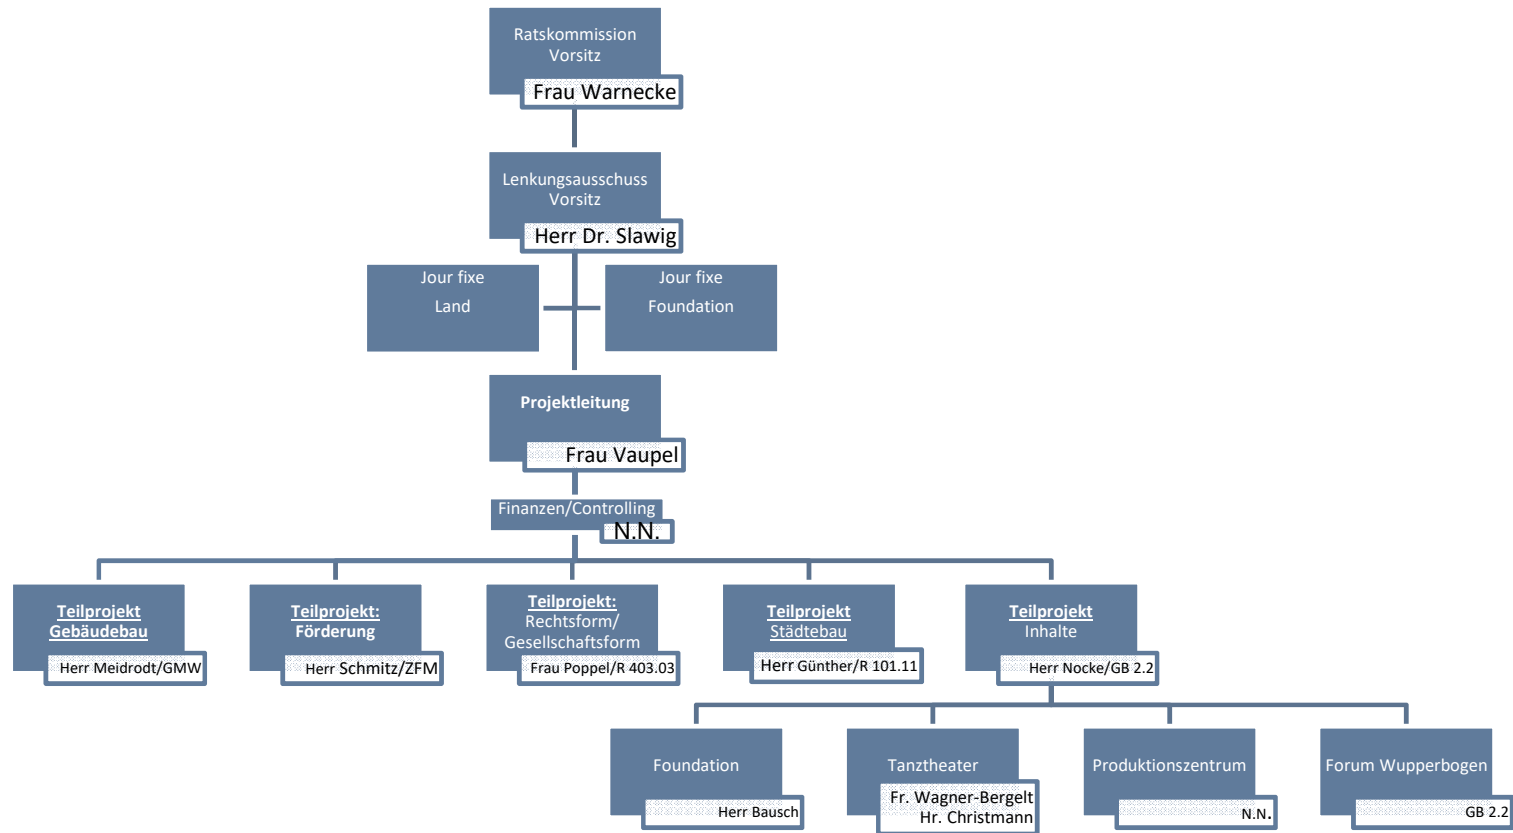 Ratskommission
Vorsitz
Frau Warnecke
Lenkungsausschuss
Vorsitz
Herr Dr. Slawig
Jour fixe
Land
Jour fixe
Foundation
Projektleitung
Frau Vaupel
Finanzen/Controlling
N.N.
Teilprojekt
Gebäudebau
Herr Meidrodt/GMW
Teilprojekt:
Förderung
Herr Schmitz/ZFM
Teilprojekt:
Rechtsform/
Gesellschaftsform
Frau Poppel/R 403.03
Teilprojekt
Städtebau
Herr Günther/R 101.11
Teilprojekt
Inhalte
Herr Nocke/GB 2.2
Foundation
Herr Bausch
Tanztheater
Fr. Wagner-Bergelt
Hr. Christmann
Produktionszentrum
N.N.
Forum Wupperbogen
GB 2.2